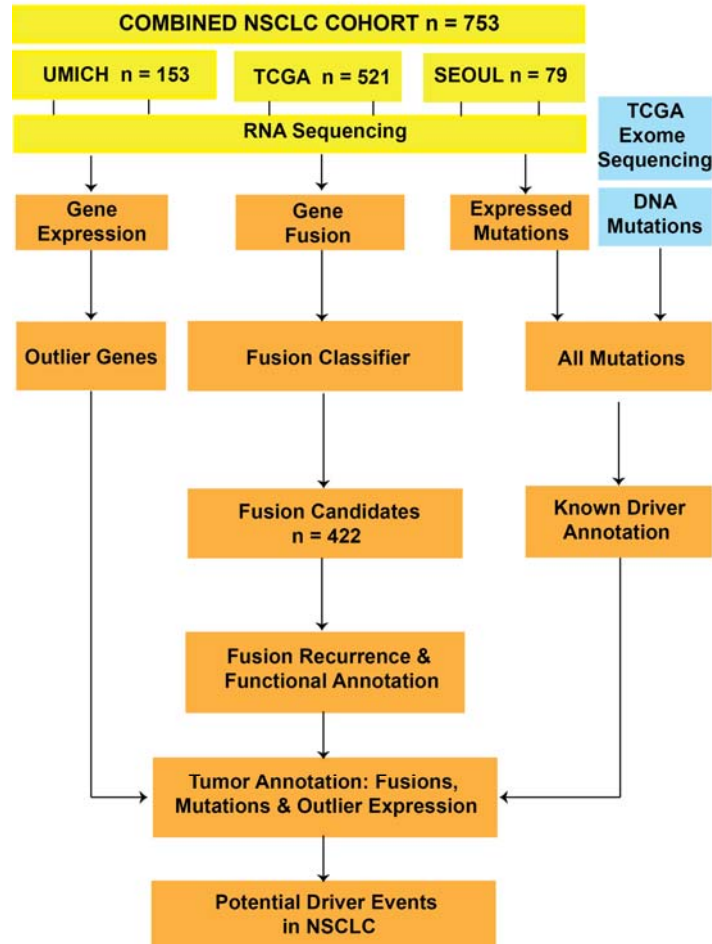 COMBINED NSCLC COHORT n = 753
UMICH n = 153
TCGA n = 521
SEOUL n = 79
RNA Sequencing
TCGA
Exome
Sequencing
Gene
Expression
Gene
Fusion
Expressed
Mutations
DNA
Mutations
Outlier Genes
Fusion Classifier
All Mutations
Fusion Candidates
n = 422
Known Driver
Annotation
Fusion Recurrence &
Functional Annotation
Tumor Annotation: Fusions,
Mutations & Outlier Expression
Potential Driver Events
in NSCLC